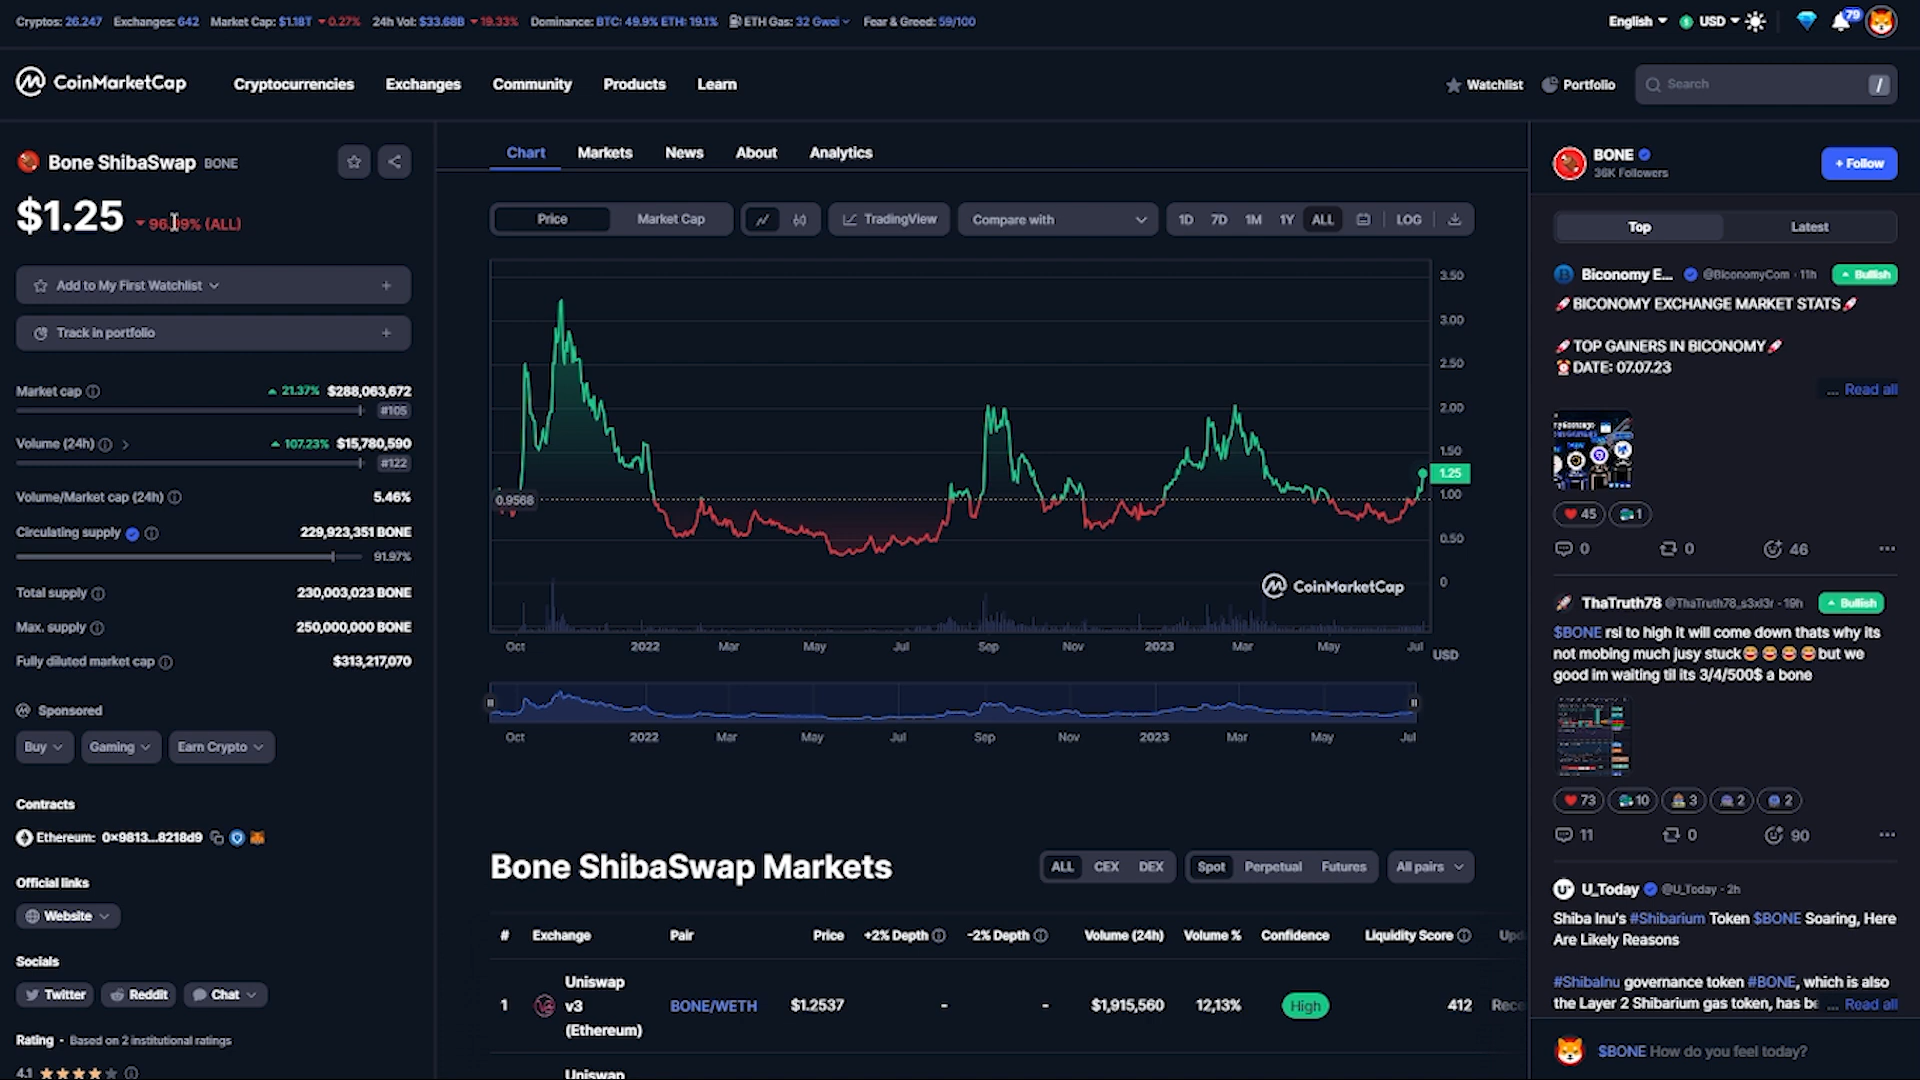 Cryptos: 26.247 Exchanges: 642 Market Cap: $1.18T 0.27% 24h Vol: $33.68B 19.33% Dominance: BTC: 49.9% ETH: 19.1% ETH Gas: 32 Gwei Fear & Greed: 59/100
English USD 79
CoinMarketCap Cryptocurrencies Exchanges Community Products Learn
Watchlist Portfolio Search /
Bone ShibaSwap BONE
$1.25 (ALL)
Add to My First Watchlist +
Track in portfolio +
Market cap 21.37% $288,063,672
#105
Volume (24h) 107.23% $15,780,590
#122
Volume/Market cap (24h) 5.46%
Circulating supply 229,923,351 BONE
91.97%
Total supply 230,003,023 BONE
Max. supply 250,000,000 BONE
Fully diluted market cap $313,217,070
Sponsored
Buy Gaming Earn Crypto
Contracts
Ethereum: 0x9813...8218d9
Official links
Website
Socials
Twitter Reddit Chat
Rating · Based on 2 institutional ratings
4.1
Chart Markets News About Analytics
Price Market Cap TradingView Compare with 1D 7D 1M 1Y ALL LOG
3.50
3.00
2.50
2.00
1.50
1.25
1.00
0.9568
0.50
0
CoinMarketCap
Oct 2022 Mar May Jul Sep Nov 2023 Mar May Jul
USD
Oct 2022 Mar May Jul Sep Nov 2023 Mar May Jul
Bone ShibaSwap Markets
ALL CEX DEX Spot Perpetual Futures All pairs
# Exchange Pair Price +2% Depth -2% Depth Volume (24h) Volume % Confidence Liquidity Score Upd
1 Uniswap v3 (Ethereum) BONE/WETH $1.2537 - - $1,915,560 12,13% High 412 Rece
Uniswap
BONE
36K Followers
+ Follow
Top Latest
Biconomy E... @BiconomyCom · 11h Bullish
🚀BICONOMY EXCHANGE MARKET STATS🚀
🚀TOP GAINERS IN BICONOMY🚀
⏰DATE: 07.07.23
... Read all
45 1
0 0 46
ThaTruth78 @ThaTruth78_s3xl3r · 19h Bullish
$BONE rsi to high it will come down thats why its
not mobing much jusy stuck😂😂😂😂but we
good im waiting til its 3/4/500$ a bone
73 10 3 2 2
11 0 90
U_Today @U_Today · 2h
Shiba Inu's #Shibarium Token $BONE Soaring, Here
Are Likely Reasons
#ShibaInu governance token #BONE, which is also
the Layer 2 Shibarium gas token, has be ... Read all
$BONE How do you feel today?